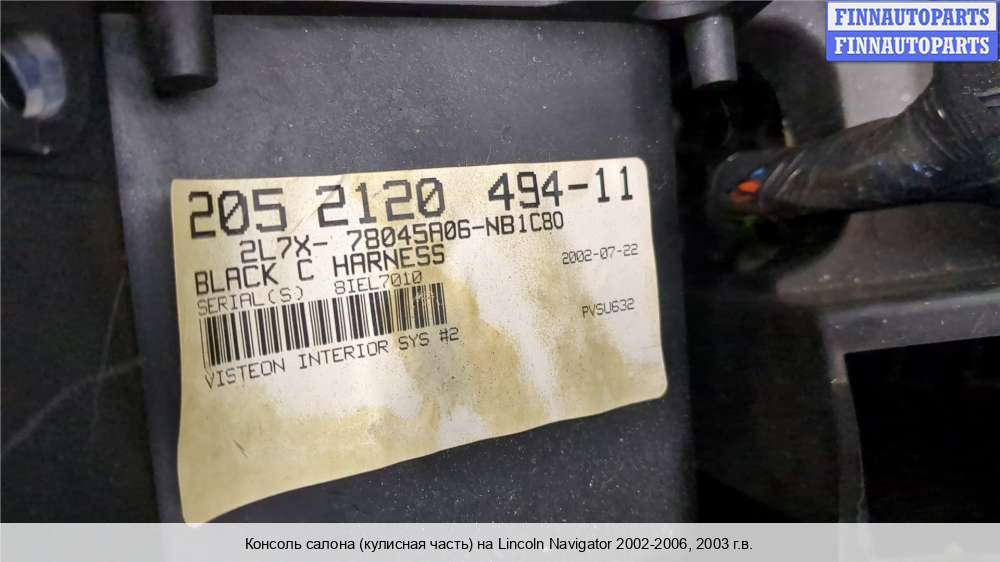 FINNAUTOPARTS
FINNAUTOPARTS
205 2120 494-11
2L7X- 78045A06-NB1C80
BLACK C HARNESS
2002-07-22
SERIAL(S) 8IEL7010
PVSU632
VISTEON INTERIOR SYS #2
Консоль салона (кулисная часть) на Lincoln Navigator 2002-2006, 2003 г.в.